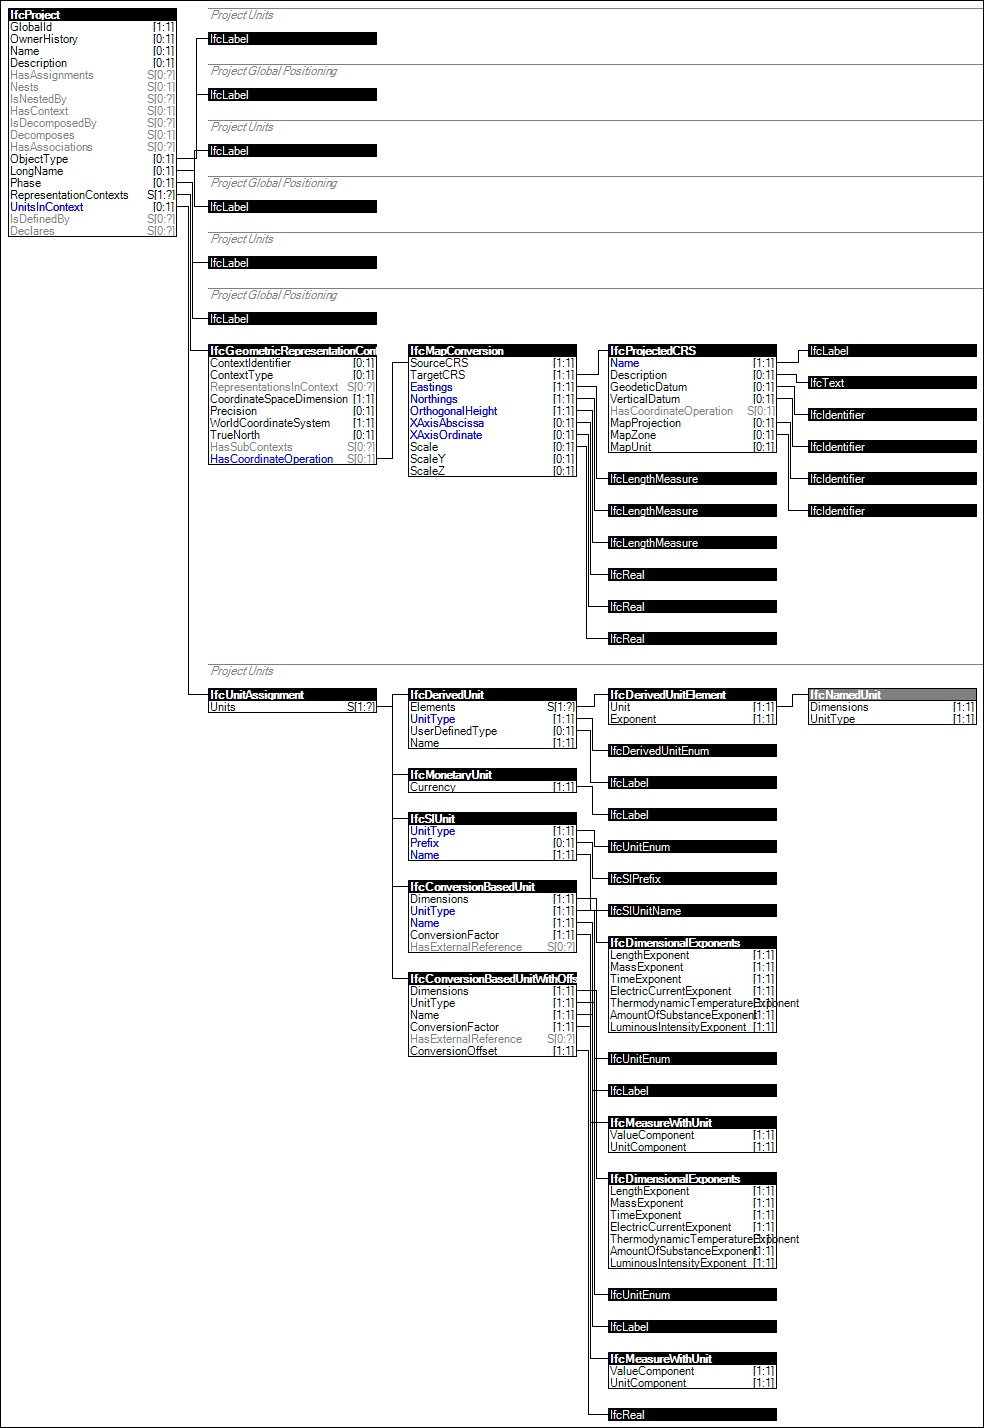 IfcProject
GlobalId [1:1]
OwnerHistory [0:1]
Name [0:1]
Description [0:1]
HasAssignments S[0:?]
Nests S[0:1]
IsNestedBy S[0:?]
HasContext S[0:1]
IsDecomposedBy S[0:?]
Decomposes S[0:1]
HasAssociations S[0:?]
ObjectType [0:1]
LongName [0:1]
Phase [0:1]
RepresentationContexts S[1:?]
UnitsInContext [0:1]
IsDefinedBy S[0:?]
Declares S[0:?]
Project Units
IfcLabel
Project Global Positioning
IfcLabel
Project Units
IfcLabel
Project Global Positioning
IfcLabel
Project Units
IfcLabel
Project Global Positioning
IfcLabel
IfcGeometricRepresentationCont
ContextIdentifier [0:1]
ContextType [0:1]
RepresentationsInContext S[0:?]
CoordinateSpaceDimension [1:1]
Precision [0:1]
WorldCoordinateSystem [1:1]
TrueNorth [0:1]
HasSubContexts S[0:?]
HasCoordinateOperation S[0:1]
IfcMapConversion
SourceCRS [1:1]
TargetCRS [1:1]
Eastings [1:1]
Northings [1:1]
OrthogonalHeight [1:1]
XAxisAbscissa [0:1]
XAxisOrdinate [0:1]
Scale [0:1]
ScaleY [0:1]
ScaleZ [0:1]
IfcProjectedCRS
Name [1:1]
Description [0:1]
GeodeticDatum [0:1]
VerticalDatum [0:1]
HasCoordinateOperation S[0:1]
MapProjection [0:1]
MapZone [0:1]
MapUnit [0:1]
IfcLengthMeasure
IfcLengthMeasure
IfcLengthMeasure
IfcReal
IfcReal
IfcReal
IfcLabel
IfcText
IfcIdentifier
IfcIdentifier
IfcIdentifier
IfcIdentifier
Project Units
IfcUnitAssignment
Units S[1:?]
IfcDerivedUnit
Elements S[1:?]
UnitType [1:1]
UserDefinedType [0:1]
Name [1:1]
IfcMonetaryUnit
Currency [1:1]
IfcSIUnit
UnitType [1:1]
Prefix [0:1]
Name [1:1]
IfcConversionBasedUnit
Dimensions [1:1]
UnitType [1:1]
Name [1:1]
ConversionFactor [1:1]
HasExternalReference S[0:?]
IfcConversionBasedUnitWithOffs
Dimensions [1:1]
UnitType [1:1]
Name [1:1]
ConversionFactor [1:1]
HasExternalReference S[0:?]
ConversionOffset [1:1]
IfcDerivedUnitElement
Unit [1:1]
Exponent [1:1]
IfcDerivedUnitEnum
IfcLabel
IfcLabel
IfcUnitEnum
IfcSIPrefix
IfcSIUnitName
IfcDimensionalExponents
LengthExponent [1:1]
MassExponent [1:1]
TimeExponent [1:1]
ElectricCurrentExponent [1:1]
ThermodynamicTemperatureExponent [1:1]
AmountOfSubstanceExponent [1:1]
LuminousIntensityExponent [1:1]
IfcUnitEnum
IfcLabel
IfcMeasureWithUnit
ValueComponent [1:1]
UnitComponent [1:1]
IfcDimensionalExponents
LengthExponent [1:1]
MassExponent [1:1]
TimeExponent [1:1]
ElectricCurrentExponent [1:1]
ThermodynamicTemperatureExponent [1:1]
AmountOfSubstanceExponent [1:1]
LuminousIntensityExponent [1:1]
IfcUnitEnum
IfcLabel
IfcMeasureWithUnit
ValueComponent [1:1]
UnitComponent [1:1]
IfcReal
IfcNamedUnit
Dimensions [1:1]
UnitType [1:1]